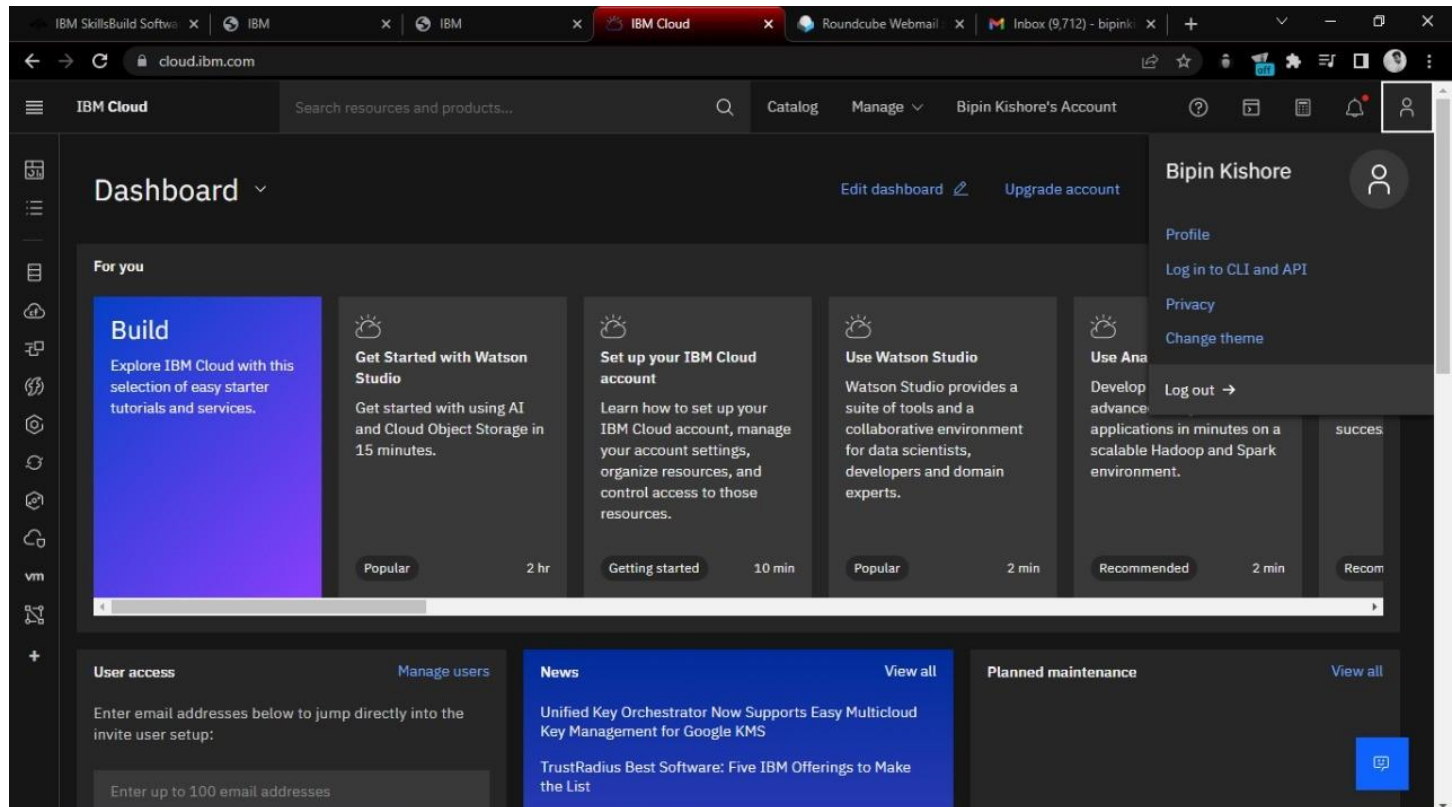 IBM SkillsBuild Softwa
IBM
IBM
IBM Cloud
Roundcube Webmail
Inbox (9,712) - bipinki
cloud.ibm.com
off
IBM Cloud
Search resources and products...
Catalog
Manage
Bipin Kishore's Account
Bipin Kishore
Profile
Log in to CLI and API
Privacy
Change theme
Log out →
Dashboard
Edit dashboard
Upgrade account
For you
Build
Explore IBM Cloud with this
selection of easy starter
tutorials and services.
Get Started with Watson
Studio
Get started with using AI
and Cloud Object Storage in
15 minutes.
Popular 2 hr
Set up your IBM Cloud
account
Learn how to set up your
IBM Cloud account, manage
your account settings,
organize resources, and
control access to those
resources.
Getting started 10 min
Use Watson Studio
Watson Studio provides a
suite of tools and a
collaborative environment
for data scientists,
developers and domain
experts.
Popular 2 min
Use Ana
Develop
advance
applications in minutes on a
scalable Hadoop and Spark
environment.
Recommended 2 min
succes
Recom
vm
User access
Manage users
Enter email addresses below to jump directly into the
invite user setup:
Enter up to 100 email addresses
News
View all
Unified Key Orchestrator Now Supports Easy Multicloud
Key Management for Google KMS
TrustRadius Best Software: Five IBM Offerings to Make
the List
Planned maintenance
View all